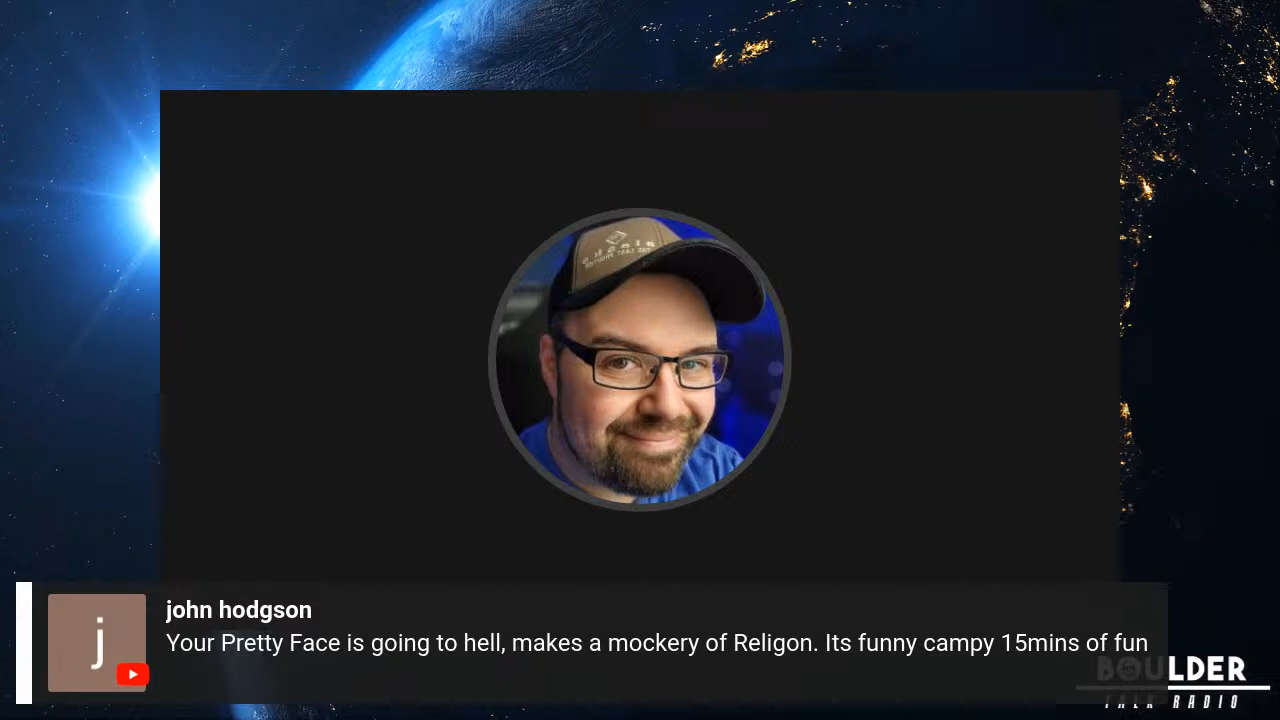 john hodgson
Your Pretty Face is going to hell, makes a mockery of Religon. Its funny campy 15mins of fun
j
BOULDER
TALK RADIO